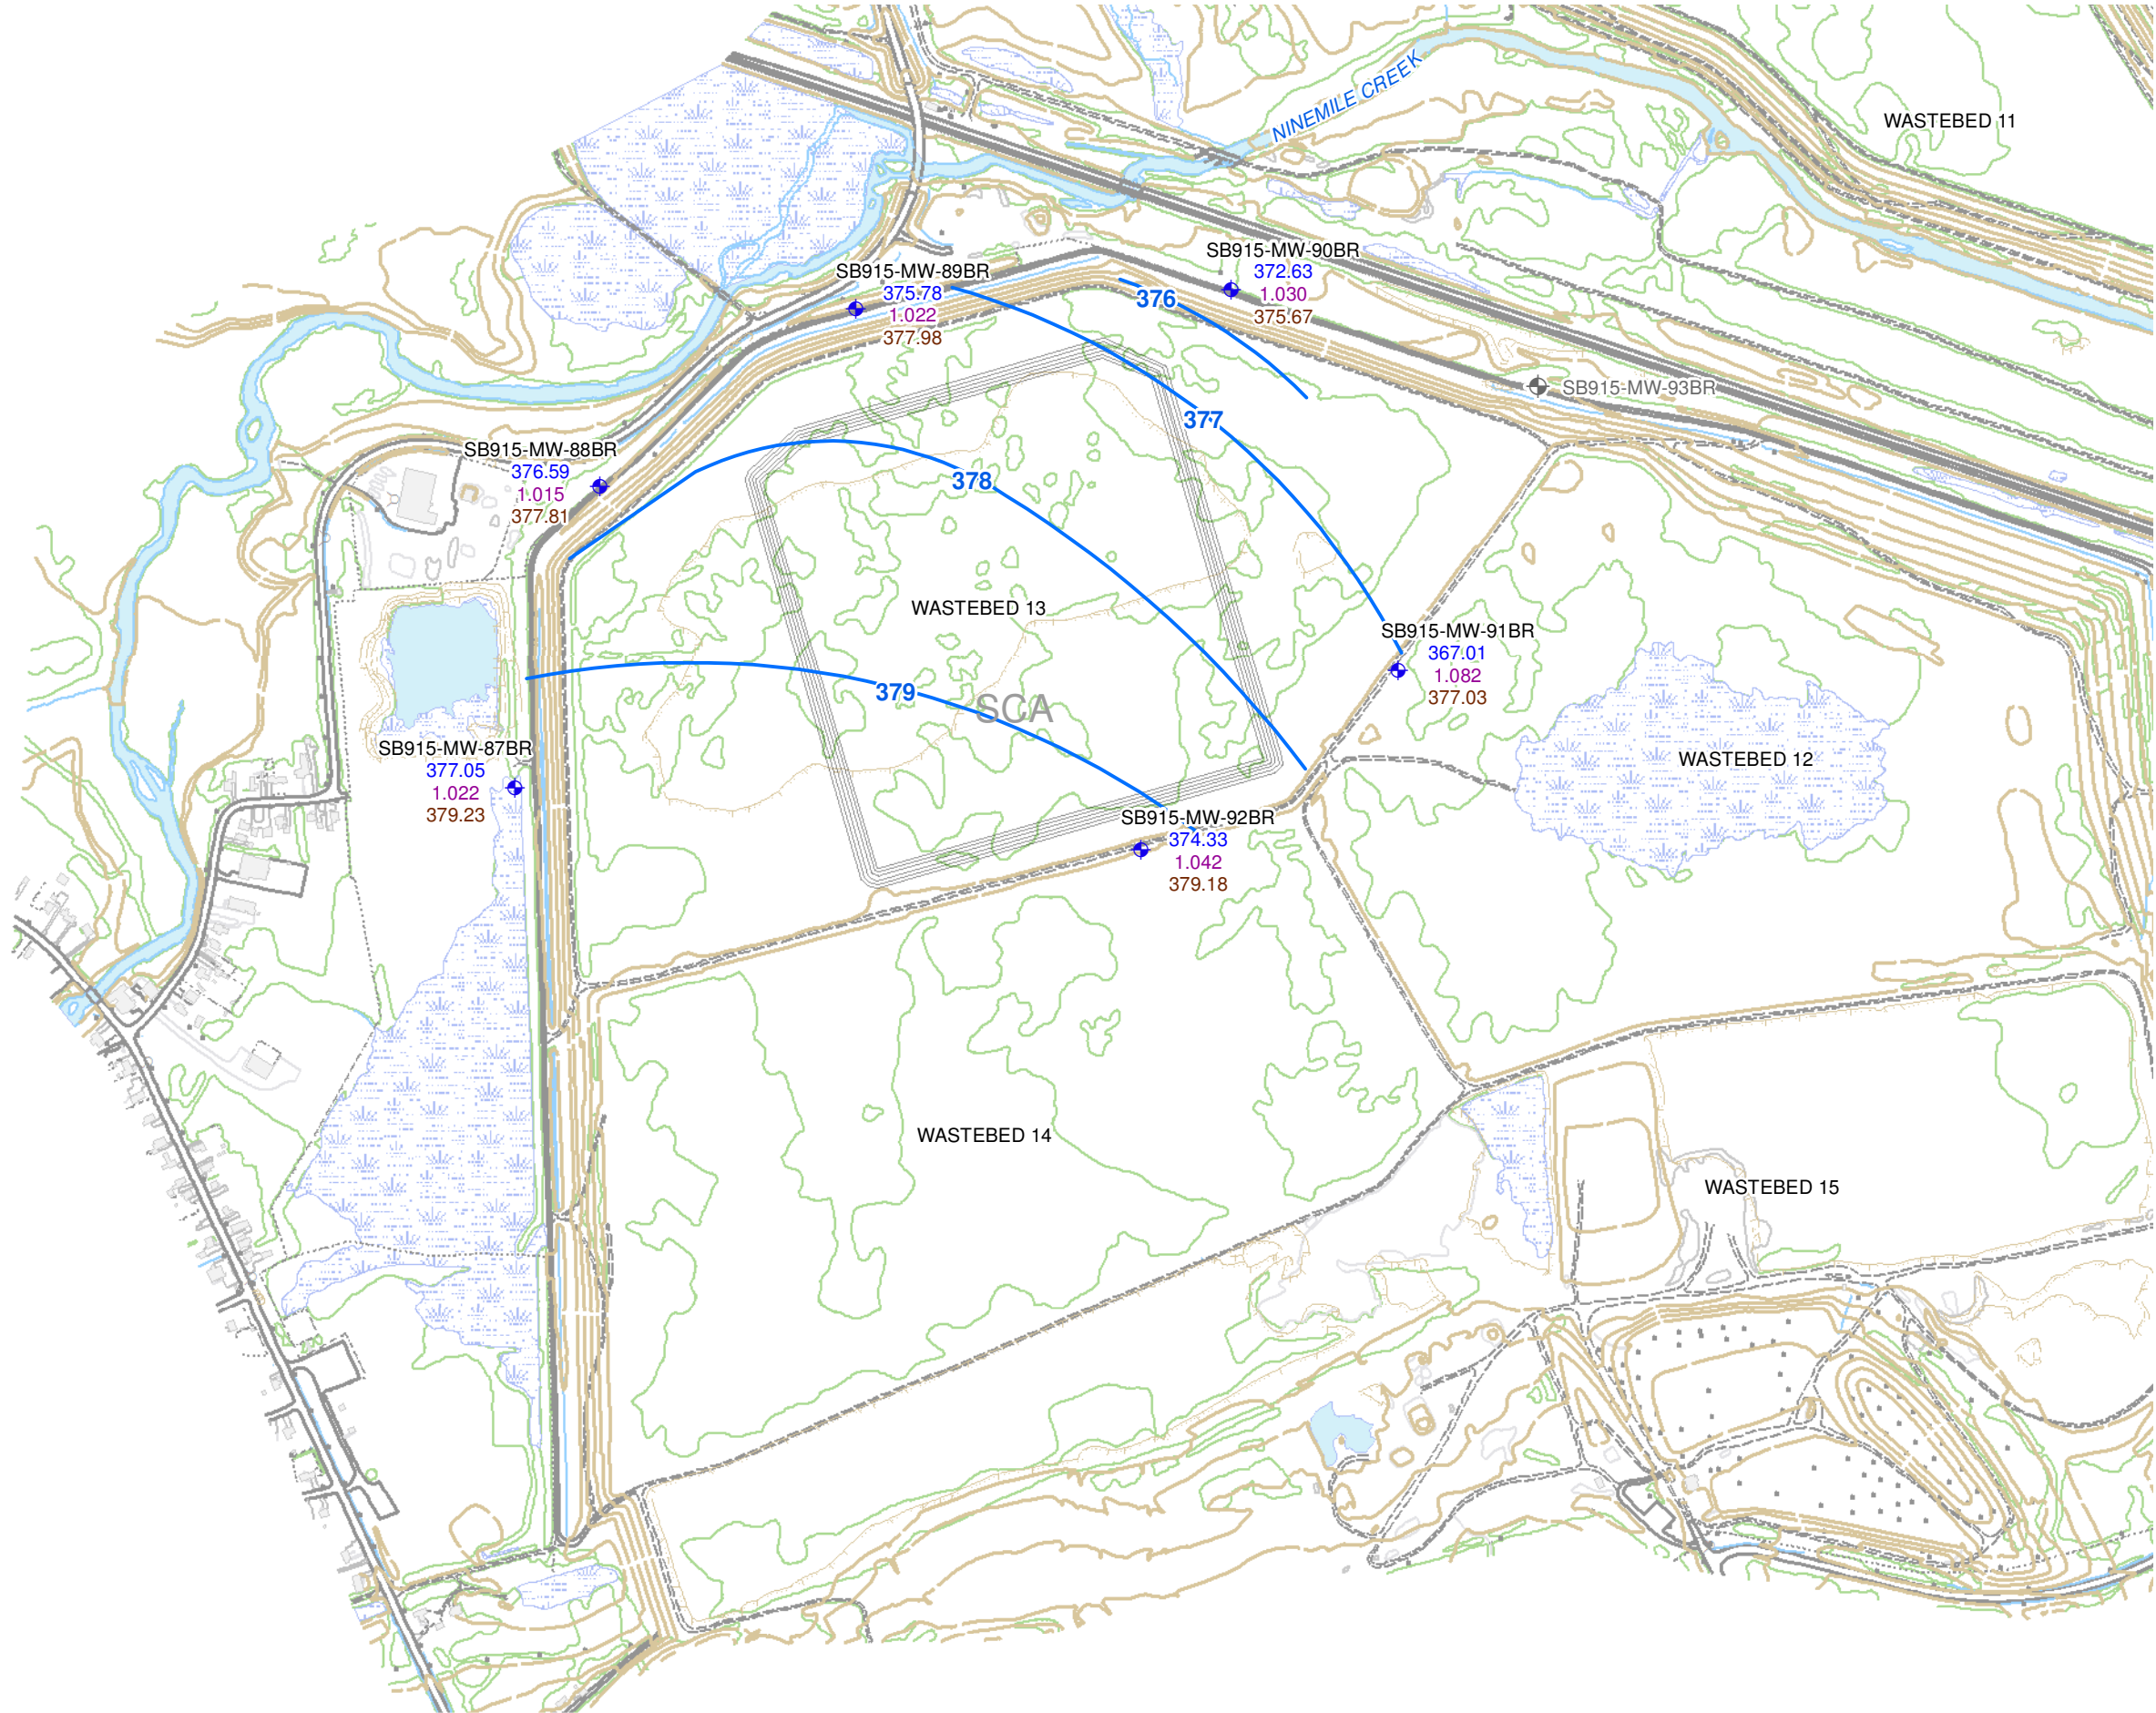 WASTEBED 11
NINEMILE CREEK
SB915-MW-90BR
372.63
1.030
375.67
SB915-MW-89BR
375.78
1.022
377.98
376
SB915-MW-93BR
377
SB915-MW-88BR
376.59
1.015
377.81
378
WASTEBED 13
SB915-MW-91BR
367.01
1.082
377.03
379
SCA
SB915-MW-87BR
377.05
1.022
379.23
WASTEBED 12
SB915-MW-92BR
374.33
1.042
379.18
WASTEBED 14
WASTEBED 15